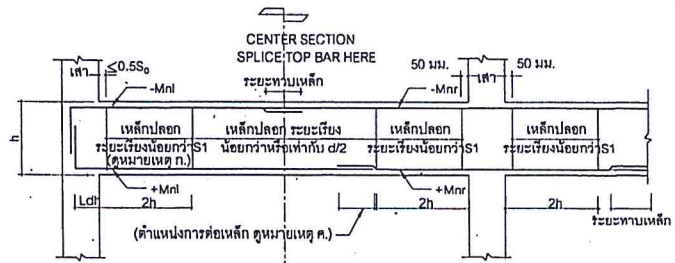 CENTER SECTION
SPLICE TOP BAR HERE
ระยะทาบเหล็ก
เสา
≤0.5S₀
50 มม.
เสา
50 มม.
-Mnl
-Mnr
h
เหล็กปลอก
ระยะเรียงน้อยกว่าS1
(ดูหมายเหตุ ก.)
เหล็กปลอก ระยะเรียง
น้อยกว่าหรือเท่ากับ d/2
เหล็กปลอก
ระยะเรียงน้อยกว่าS1
เหล็กปลอก
ระยะเรียงน้อยกว่าS1
+Mnl
+Mnr
Ldh
2h
2h
2h
(ตำแหน่งการต่อเหล็ก ดูหมายเหตุ ค.)
ระยะทาบเหล็ก